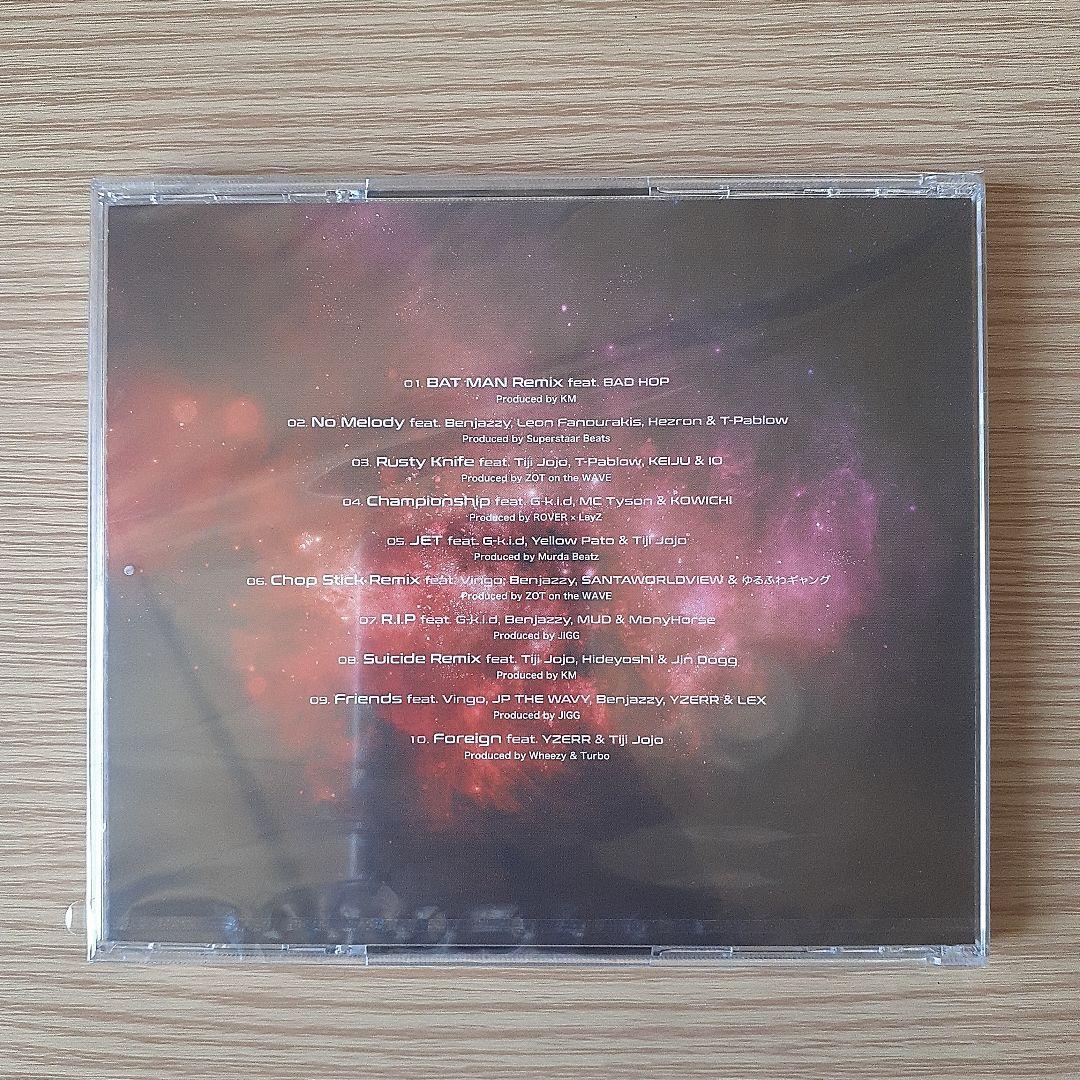 01. BAT MAN Remix feat. BAD HOP
Produced by KM
02. No Melody feat. Benjazzy, Leon Fanourakis, Hezron & T-Pablow
Produced by Superstaar Beats
03. Rusty Knife feat. Tiji Jojo, T-Pablow, KEIJU & IO
Produced by ZOT on the WAVE
04. Championship feat. G-k.i.d, MC Tyson & KOWICHI
Produced by ROVER × LayZ
05. JET feat. G-k.i.d, Yellow Pato & Tiji Jojo
Produced by Murda Beatz
06. Chop Stick Remix feat. Vingo, Benjazzy, SANTAWORLDVIEW & ゆるふわギャング
Produced by ZOT on the WAVE
07. R.I.P feat. G-k.i.d, Benjazzy, MUD & MonyHorse
Produced by JIGG
08. Suicide Remix feat. Tiji Jojo, Hideyoshi & Jin Dogg
Produced by KM
09. Friends feat. Vingo, JP THE WAVY, Benjazzy, YZERR & LEX
Produced by JIGG
10. Foreign feat. YZERR & Tiji Jojo
Produced by Wheezy & Turbo